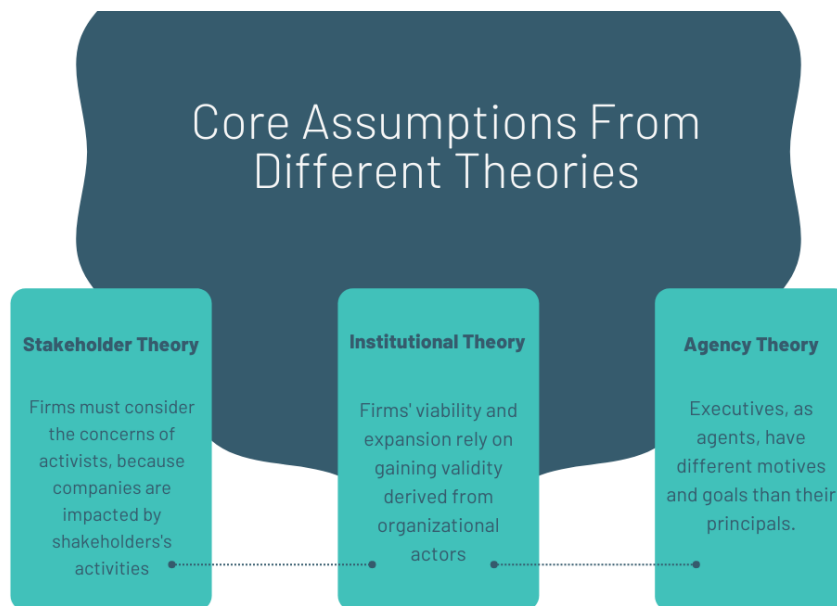 Core Assumptions From
Different Theories
Stakeholder Theory
Firms must consider
the concerns of
activists, because
companies are
impacted by
shakeholders's
activities
Institutional Theory
Firms' viability and
expansion rely on
gaining validity
derived from
organizational
actors
Agency Theory
Executives, as
agents, have
different motives
and goals than their
principals.